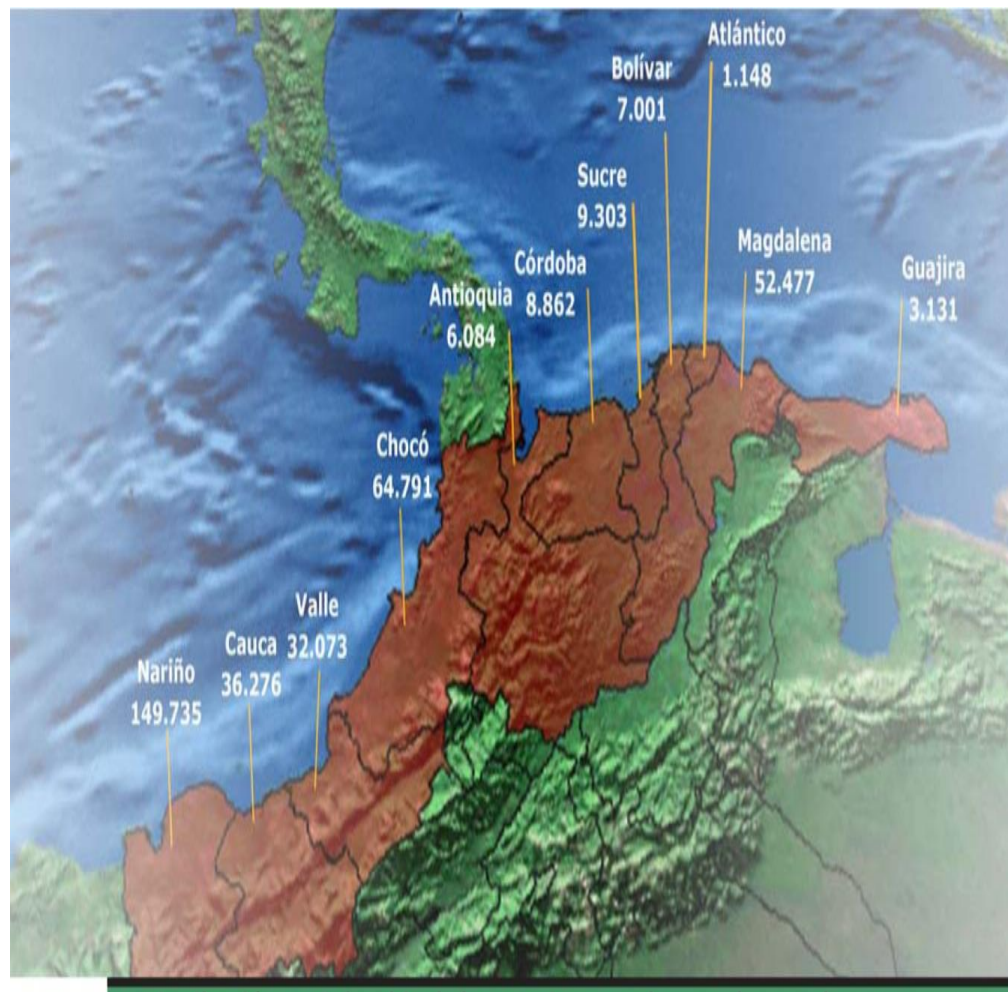 Atlántico
1.148
Bolívar
7.001
Sucre
9.303
Magdalena
52.477
Córdoba
8.862
Guajira
3.131
Antioquia
6.084
Chocó
64.791
Valle
32.073
Cauca
36.276
Nariño
149.735